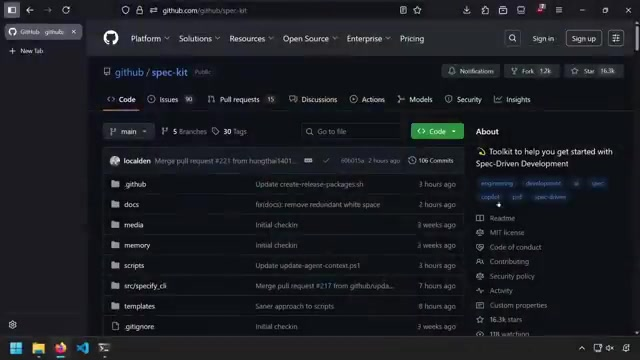 GitHub · github
github.com/github/spec-kit
New Tab
Platform
Solutions
Resources
Open Source
Enterprise
Pricing
Sign in
Sign up
github / spec-kit
Public
Notifications
Fork
1.2k
Star
16.3k
Code
Issues
90
Pull requests
15
Discussions
Actions
Models
Security
Insights
main
5 Branches
30 Tags
Go to file
Code
localden
Merge pull request #221 from hungthai1401...
60b015a · 2 hours ago
106 Commits
.github
Update create-release-packages.sh
3 hours ago
docs
fix(docs): remove redundant white space
2 hours ago
media
Initial checkin
3 weeks ago
memory
Initial checkin
3 weeks ago
scripts
Update update-agent-context.ps1
7 hours ago
src/specify_cli
Merge pull request #217 from github/upda...
2 hours ago
templates
Saner approach to scripts
8 hours ago
.gitignore
Initial checkin
3 weeks ago
About
Toolkit to help you get started with
Spec-Driven Development
engineering
development
ai
spec
copilot
prd
spec-driven
Readme
MIT license
Code of conduct
Contributing
Security policy
Activity
Custom properties
16.3k stars
118 watching